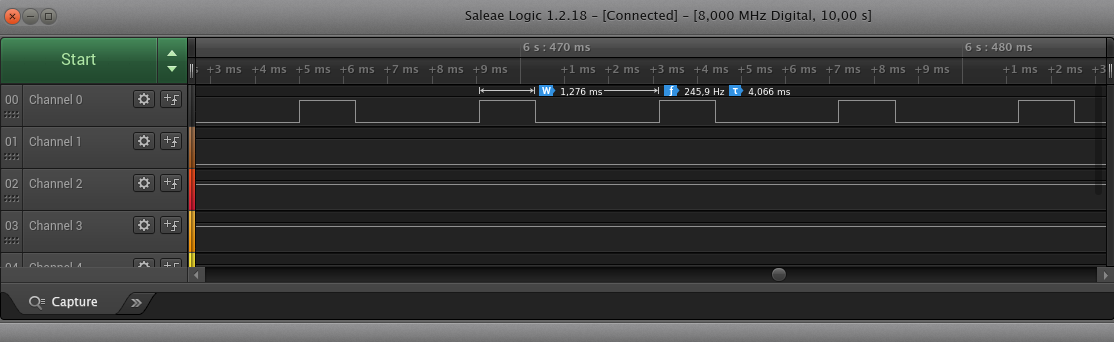 Saleae Logic 1.2.18 – [Connected] – [8,000 MHz Digital, 10,00 s]
Start
6 s : 470 ms 6 s : 480 ms
s +3 ms +4 ms +5 ms +6 ms +7 ms +8 ms +9 ms +1 ms +2 ms +3 ms +4 ms +5 ms +6 ms +7 ms +8 ms +9 ms +1 ms +2 ms +3
00 Channel 0
W 1,276 ms f 245,9 Hz τ 4,066 ms
01 Channel 1
02 Channel 2
03 Channel 3
04 Channel 4
Capture